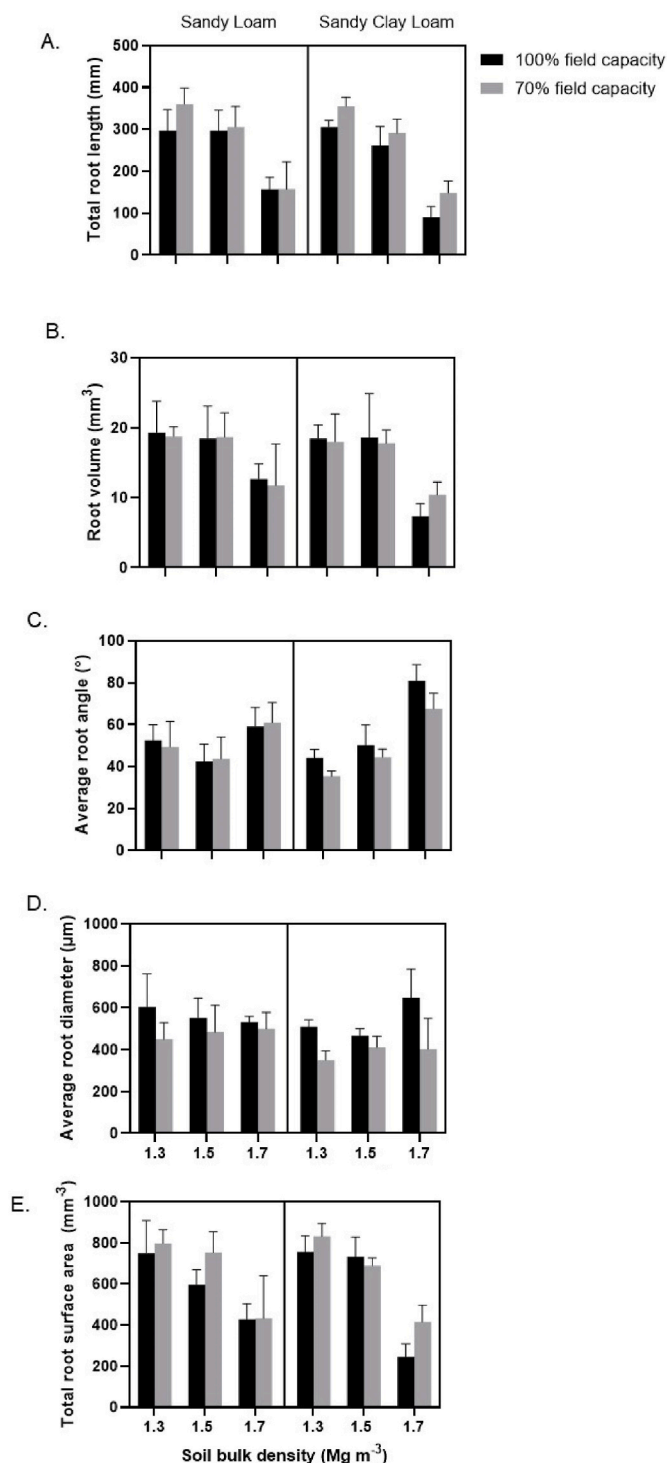 Sandy Loam Sandy Clay Loam
A.
100% field capacity
70% field capacity
Total root length (mm)
500
400
300
200
100
0
B.
Root volume (mm³)
30
20
10
0
C.
Average root angle (°)
100
80
60
40
20
0
D.
Average root diameter (µm)
1000
800
600
400
200
0
1.3 1.5 1.7 1.3 1.5 1.7
E.
Total root surface area (mm⁻³)
1000
800
600
400
200
0
1.3 1.5 1.7 1.3 1.5 1.7
Soil bulk density (Mg m⁻³)